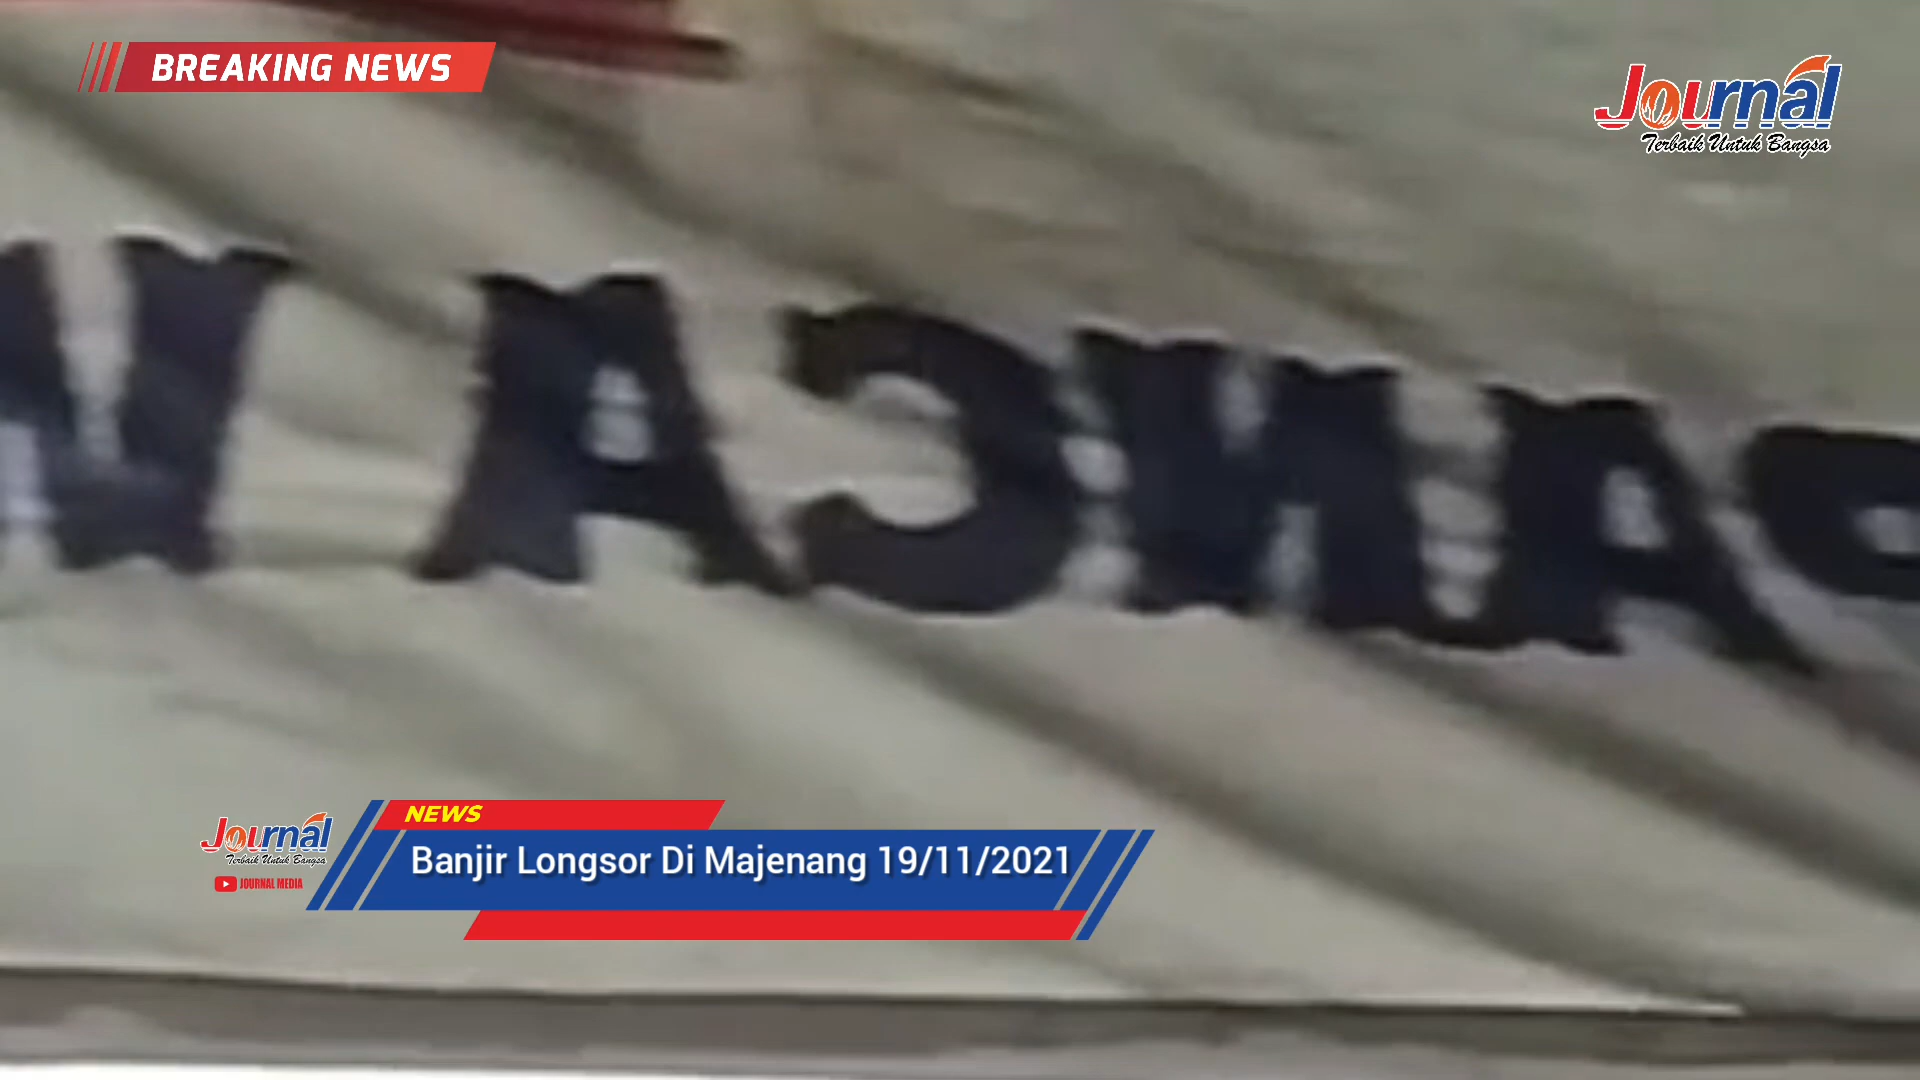 BREAKING NEWS
Journal
Terbaik Untuk Bangsa
PANCA
NEWS
Journal
Terbaik Untuk Bangsa
JOURNAL MEDIA
Banjir Longsor Di Majenang 19/11/2021